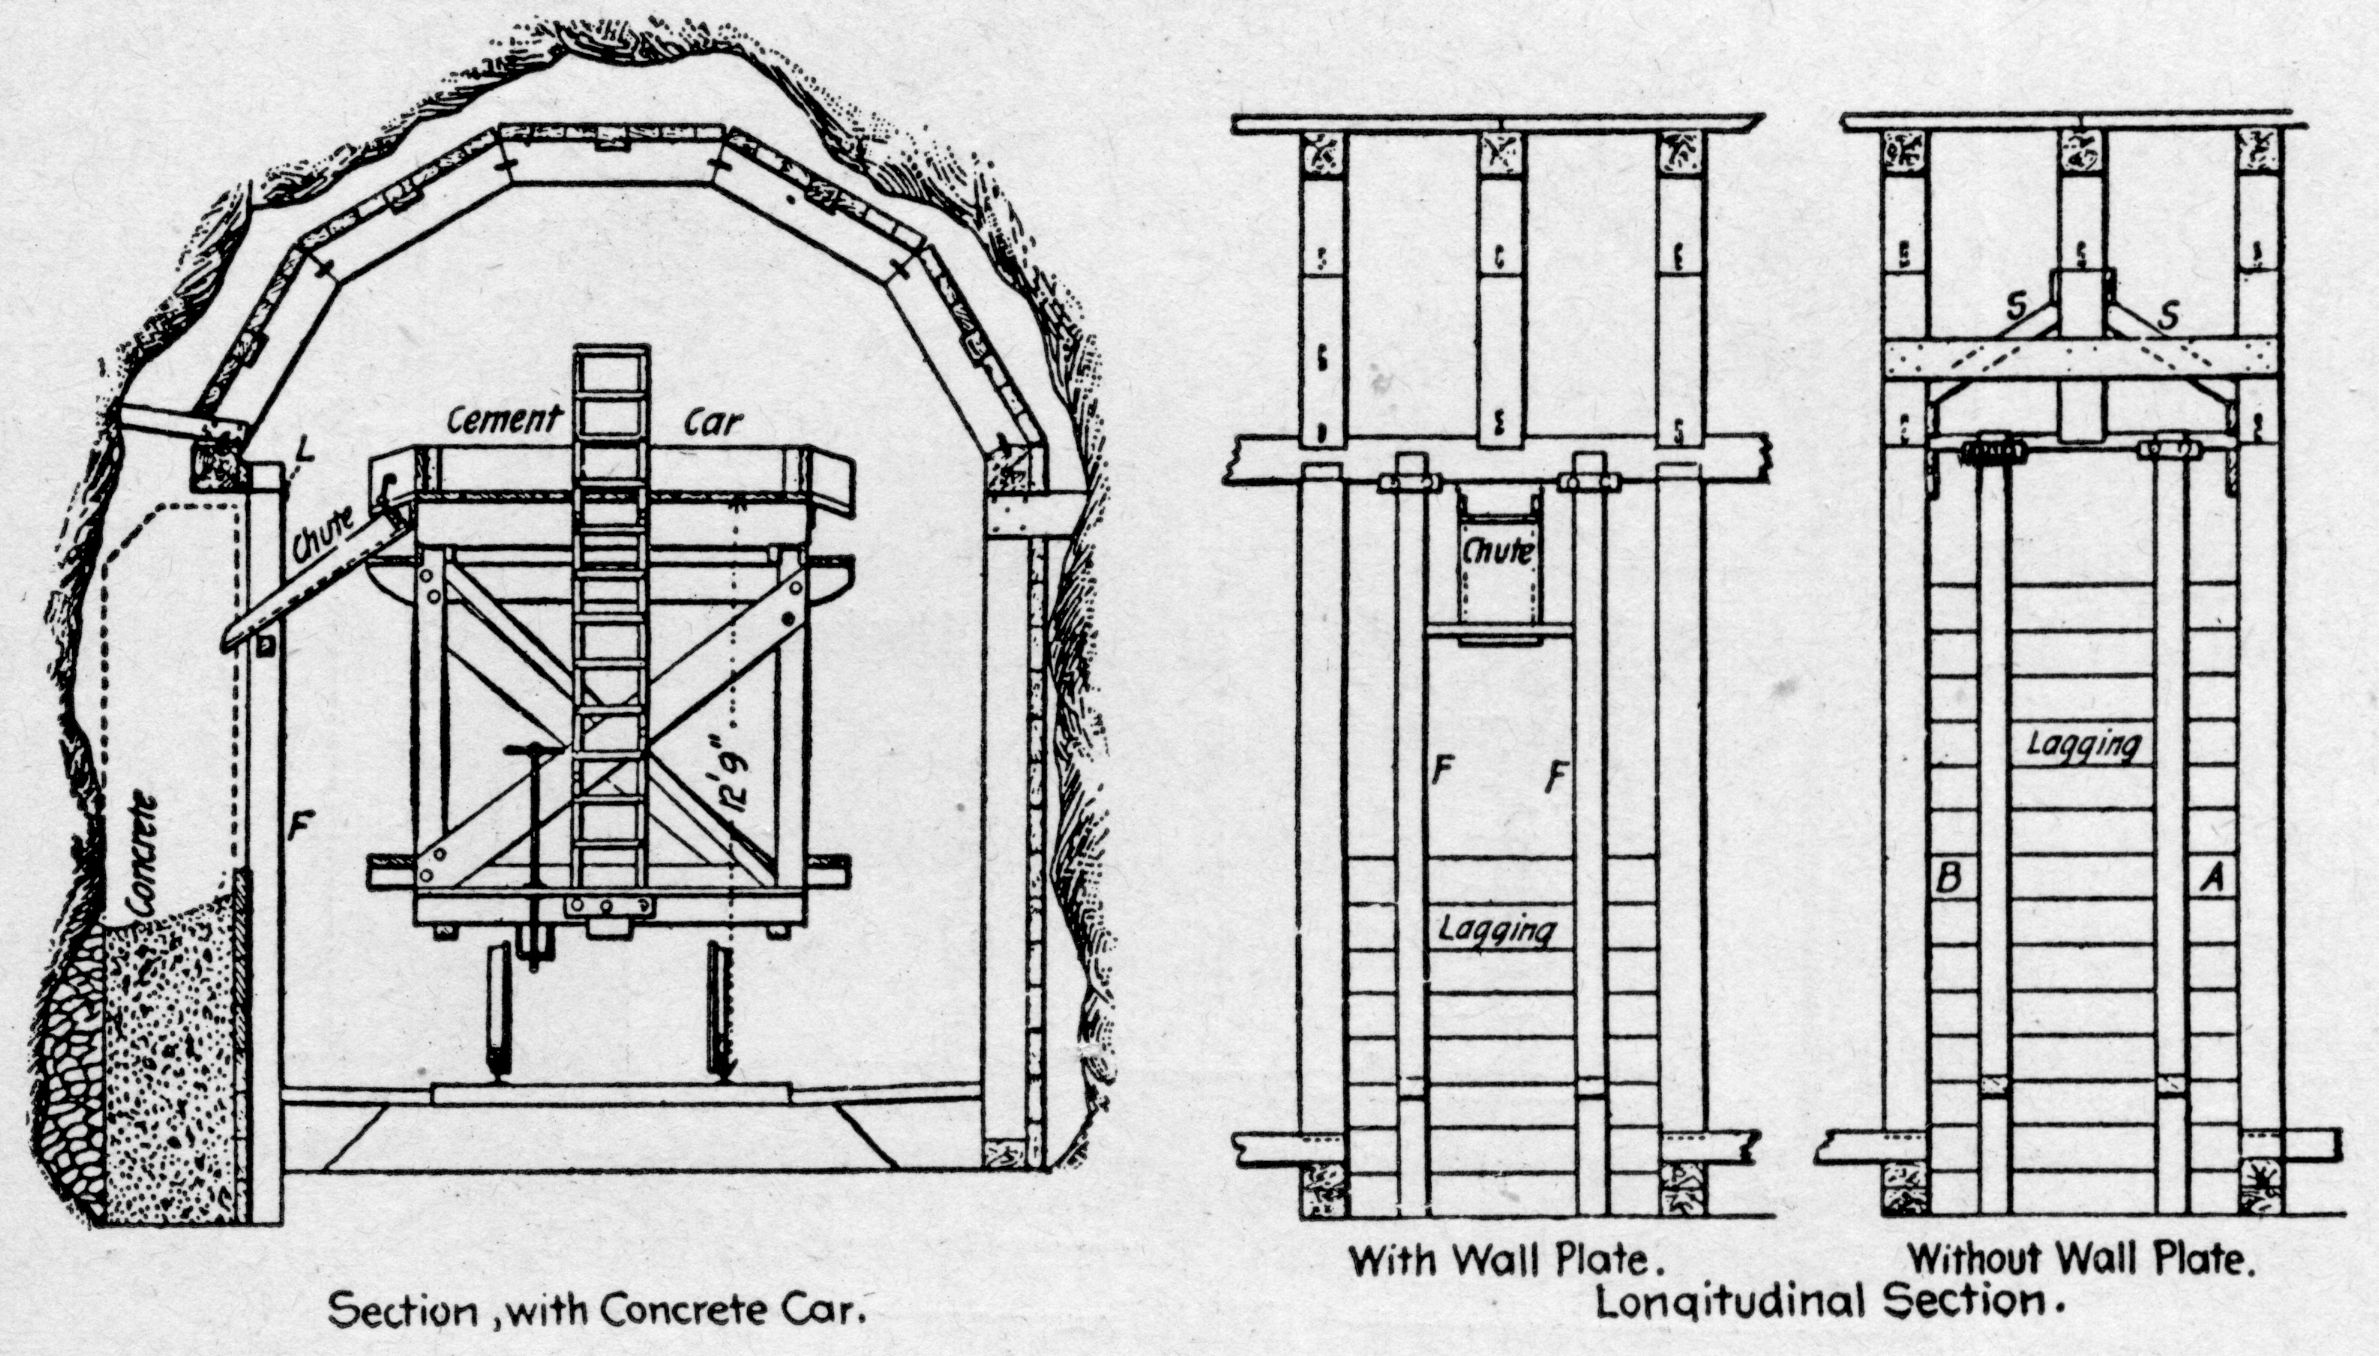 L
Cement Car
Chute
12'9"
Concrete
F
Section, with Concrete Car.
Chute
F F
Lagging
With Wall Plate.
S S
Lagging
B A
Without Wall Plate.
Longitudinal Section.